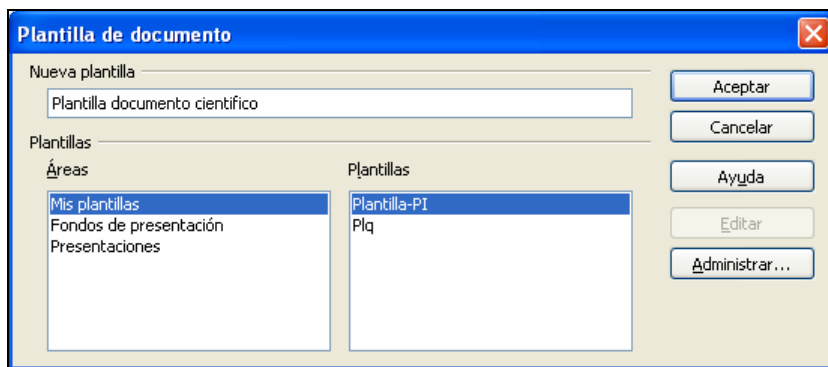 Plantilla de documento
Nueva plantilla
Plantilla documento cientifico
Plantillas
Áreas
Mis plantillas
Fondos de presentación
Presentaciones
Plantillas
Plantilla-PI
Plq
Aceptar
Cancelar
Ayuda
Editar
Administrar...